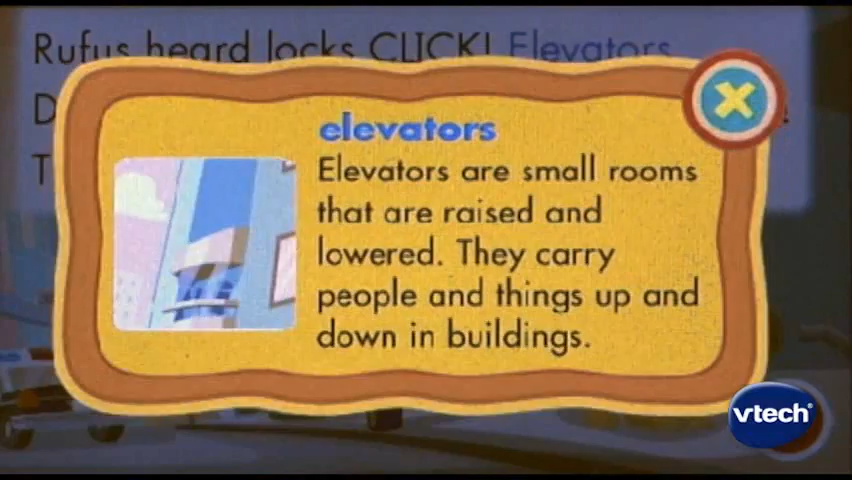 Rufus heard locks CLICK! Elevators
D
T
elevators
Elevators are small rooms
that are raised and
lowered. They carry
people and things up and
down in buildings.
vtech